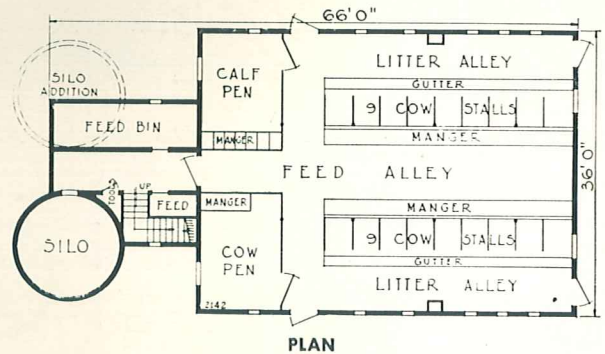 66'0"
LITTER ALLEY
GUTTER
9 COW STALLS
MANGER
CALF
PEN
MANGER
SILO
ADDITION
FEED BIN
FEED ALLEY
36'0"
TOOLS
UP
FEED
MANGER
SILO
COW
PEN
2142
MANGER
9 COW STALLS
GUTTER
LITTER ALLEY
PLAN